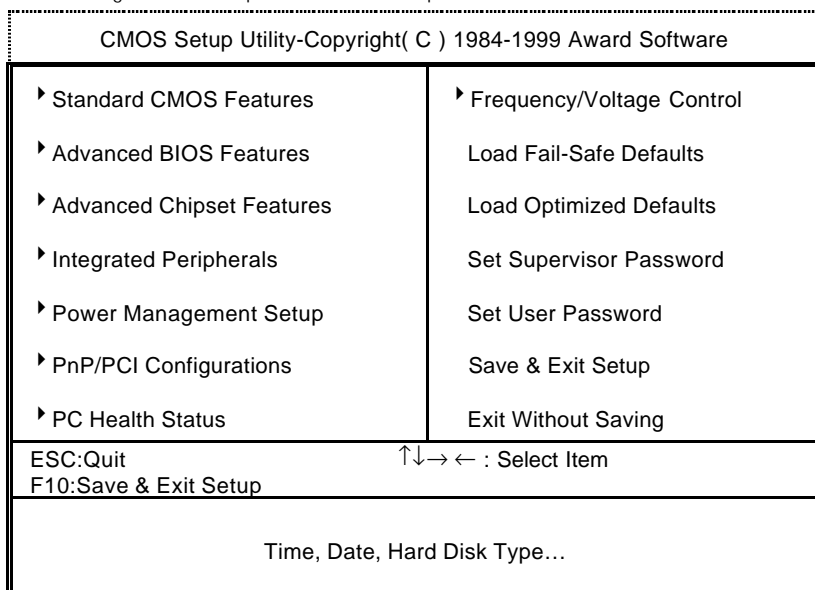 CMOS Setup Utility-Copyright( C ) 1984-1999 Award Software
Standard CMOS Features
Advanced BIOS Features
Advanced Chipset Features
Integrated Peripherals
Power Management Setup
PnP/PCI Configurations
PC Health Status
Frequency/Voltage Control
Load Fail-Safe Defaults
Load Optimized Defaults
Set Supervisor Password
Set User Password
Save & Exit Setup
Exit Without Saving
ESC:Quit ↑↓→ ← : Select Item
F10:Save & Exit Setup
Time, Date, Hard Disk Type…